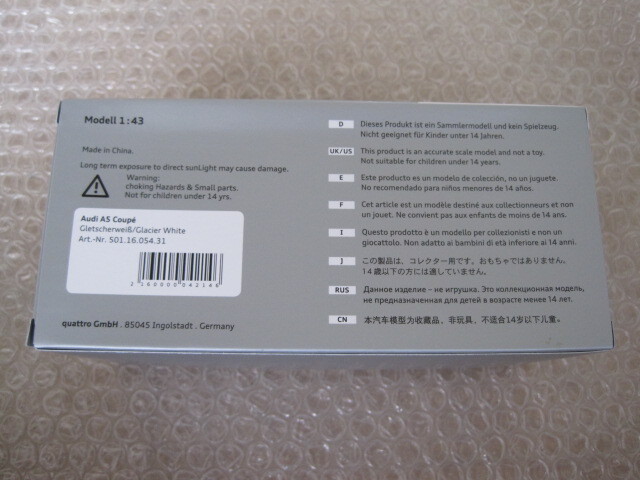 Modell 1:43
Made in China.
Long term exposure to direct sunLight may cause damage.
Warning:
choking Hazards & Small parts.
Not for children under 14 yrs.
Audi A5 Coupé
Gletscherweiß/Glacier White
Art.-Nr. 501.16.054.31
2 160000 042146
quattro GmbH . 85045 Ingolstadt . Germany
D Dieses Produkt ist ein Sammlermodell und kein Spielzeug.
Nicht geeignet für Kinder unter 14 Jahren.
UK/US This product is an accurate scale model and not a toy.
Not suitable for children under 14 years.
E Este producto es un modelo de colección, no un juguete.
No recomendado para niños menores de 14 años.
F Cet article est un modèle destiné aux collectionneurs et non
un jouet. Ne convient pas aux enfants de moins de 14 ans.
I Questo prodotto è un modello per collezionisti e non un
giocattolo. Non adatto ai bambini di età inferiore ai 14 anni.
J この製品は、コレクター用です。おもちゃではありません。
14歳以下の方には適していません。
RUS Данное изделие – не игрушка. Это коллекционная модель,
не предназначенная для детей в возрасте менее 14 лет.
CN 本汽车模型为收藏品，非玩具，不适合14岁以下儿童。